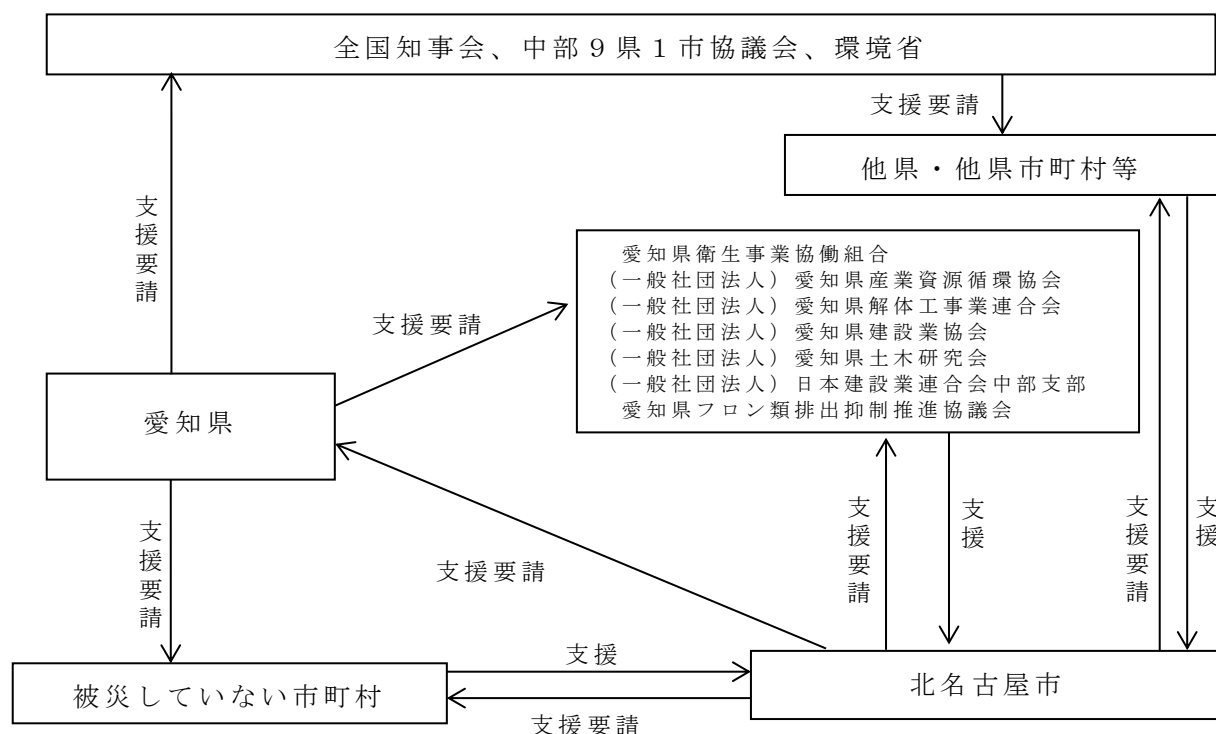 全国知事会、中部９県１市協議会、環境省
支援要請
他県・他県市町村等
支援要請
愛知県衛生事業協働組合
(一般社団法人）愛知県産業資源循環協会
(一般社団法人）愛知県解体工事業連合会
(一般社団法人）愛知県建設業協会
(一般社団法人）愛知県土木研究会
(一般社団法人）日本建設業連合会中部支部
愛知県フロン類排出抑制推進協議会
支援要請
愛知県
支援要請
支援要請
支援要請
支援
支援要請
支援
支援
被災していない市町村
北名古屋市
支援要請